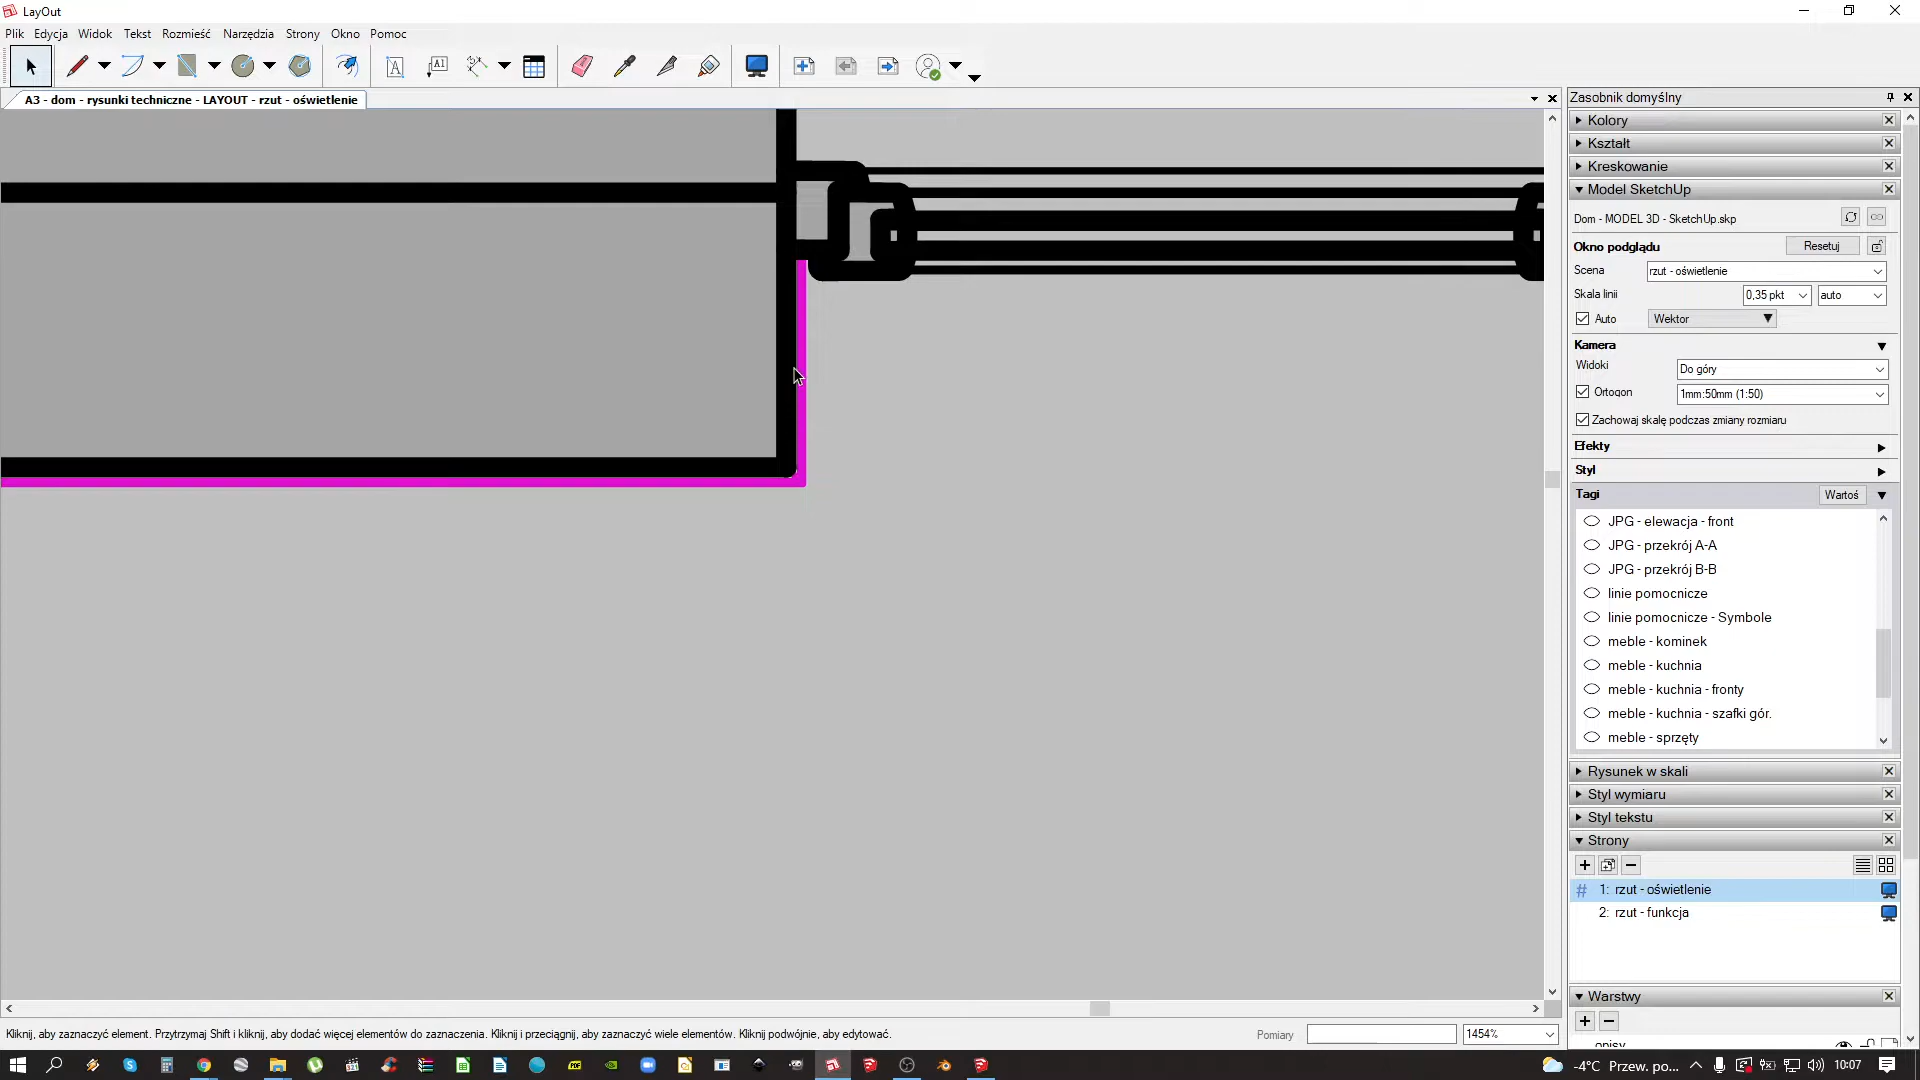 LayOut
Plik Edycja Widok Tekst Rozmieść Narzędzia Strony Okno Pomoc
A A1
A3 - dom - rysunki techniczne - LAYOUT - rzut - oświetlenie
Zasobnik domyślny
Kolory
Kształt
Kreskowanie
Model SketchUp
Dom - MODEL 3D - SketchUp.skp
Okno podglądu Resetuj
Scena rzut - oświetlenie
Skala linii 0,35 pkt auto
Auto Wektor
Kamera
Widoki Do góry
Ortogon 1mm:50mm (1:50)
Zachowaj skalę podczas zmiany rozmiaru
Efekty
Styl
Tagi Wartoś
JPG - elewacja - front
JPG - przekrój A-A
JPG - przekrój B-B
linie pomocnicze
linie pomocnicze - Symbole
meble - kominek
meble - kuchnia
meble - kuchnia - fronty
meble - kuchnia - szafki gór.
meble - sprzęty
Rysunek w skali
Styl wymiaru
Styl tekstu
Strony
# 1: rzut - oświetlenie
2: rzut - funkcja
Warstwy
opisy
Kliknij, aby zaznaczyć element. Przytrzymaj Shift i kliknij, aby dodać więcej elementów do zaznaczenia. Kliknij i przeciągnij, aby zaznaczyć wiele elementów. Kliknij podwójnie, aby edytować.
Pomiary 1454%
-4°C Przew. po... 10:07